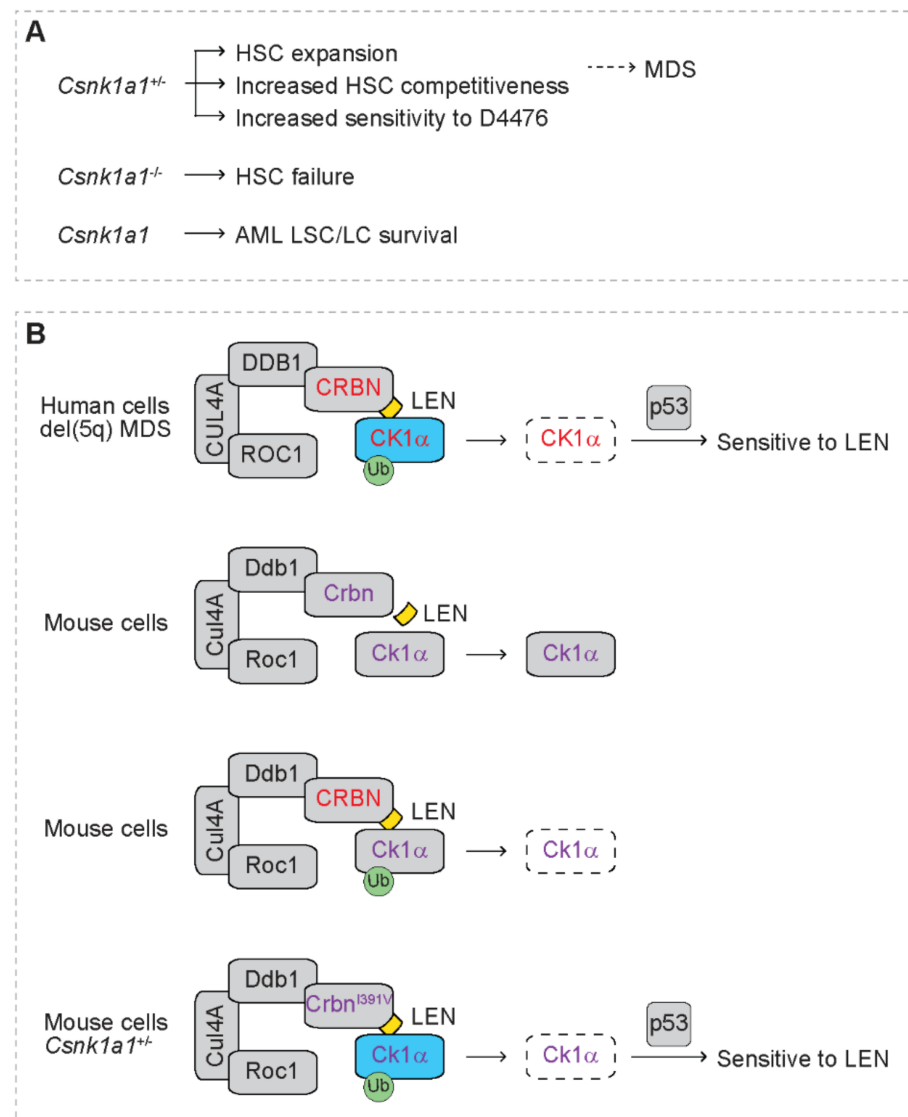 A
Csnk1a1+/-
HSC expansion
Increased HSC competitiveness
Increased sensitivity to D4476
MDS
Csnk1a1-/-
HSC failure
Csnk1a1
AML LSC/LC survival
B
Human cells
del(5q) MDS
CUL4A
DDB1
ROC1
CRBN
LEN
CK1α
Ub
CK1α
p53
Sensitive to LEN
Mouse cells
Cul4A
Ddb1
Roc1
Crbn
LEN
Ck1α
Ck1α
Mouse cells
Cul4A
Ddb1
Roc1
CRBN
LEN
Ck1α
Ub
Ck1α
Mouse cells
Csnk1a1+/-
Cul4A
Ddb1
Roc1
CrbnI391V
LEN
Ck1α
Ub
Ck1α
p53
Sensitive to LEN